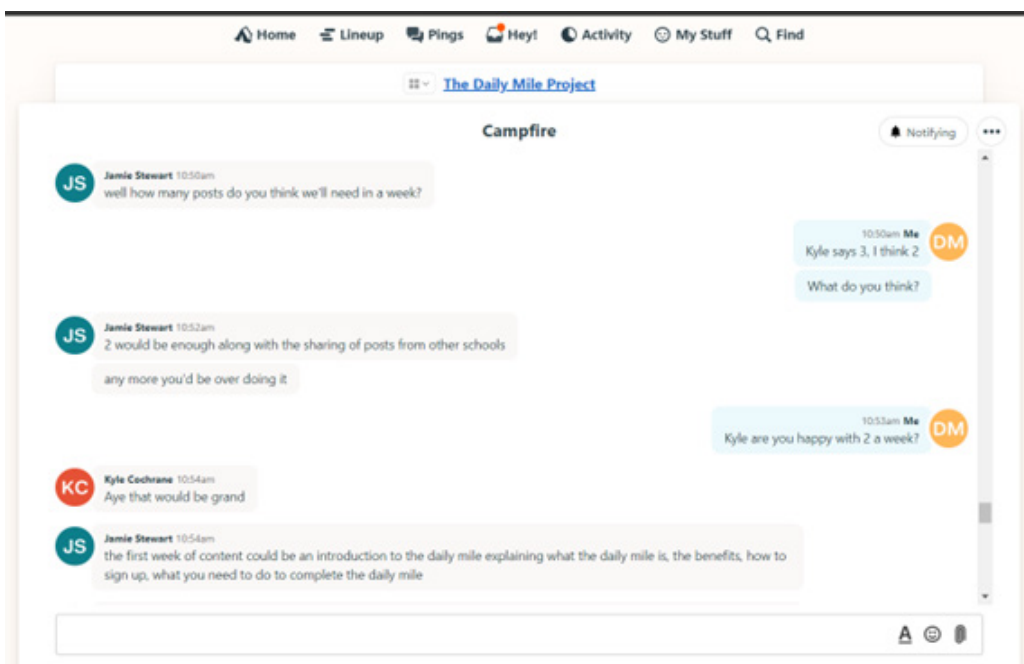 Home Lineup Pings Hey! Activity My Stuff Find
The Daily Mile Project
Campfire
Notifying
JS
Jamie Stewart 10:50am
well how many posts do you think we'll need in a week?
10:50am Me
DM
Kyle says 3, I think 2
What do you think?
JS
Jamie Stewart 10:52am
2 would be enough along with the sharing of posts from other schools
any more you'd be over doing it
10:53am Me
DM
Kyle are you happy with 2 a week?
KC
Kyle Cochrane 10:54am
Aye that would be grand
JS
Jamie Stewart 10:54am
the first week of content could be an introduction to the daily mile explaining what the daily mile is, the benefits, how to
sign up, what you need to do to complete the daily mile
A